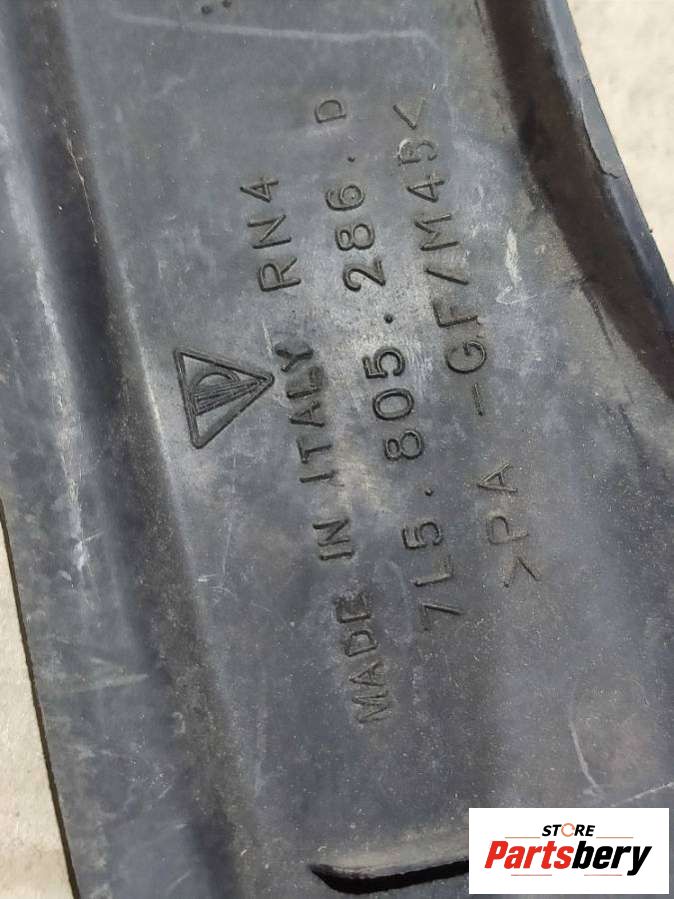 MADE IN ITALY RN4
7L5.805.286.D
>PA -GF/M45<
STORE
Partsbery